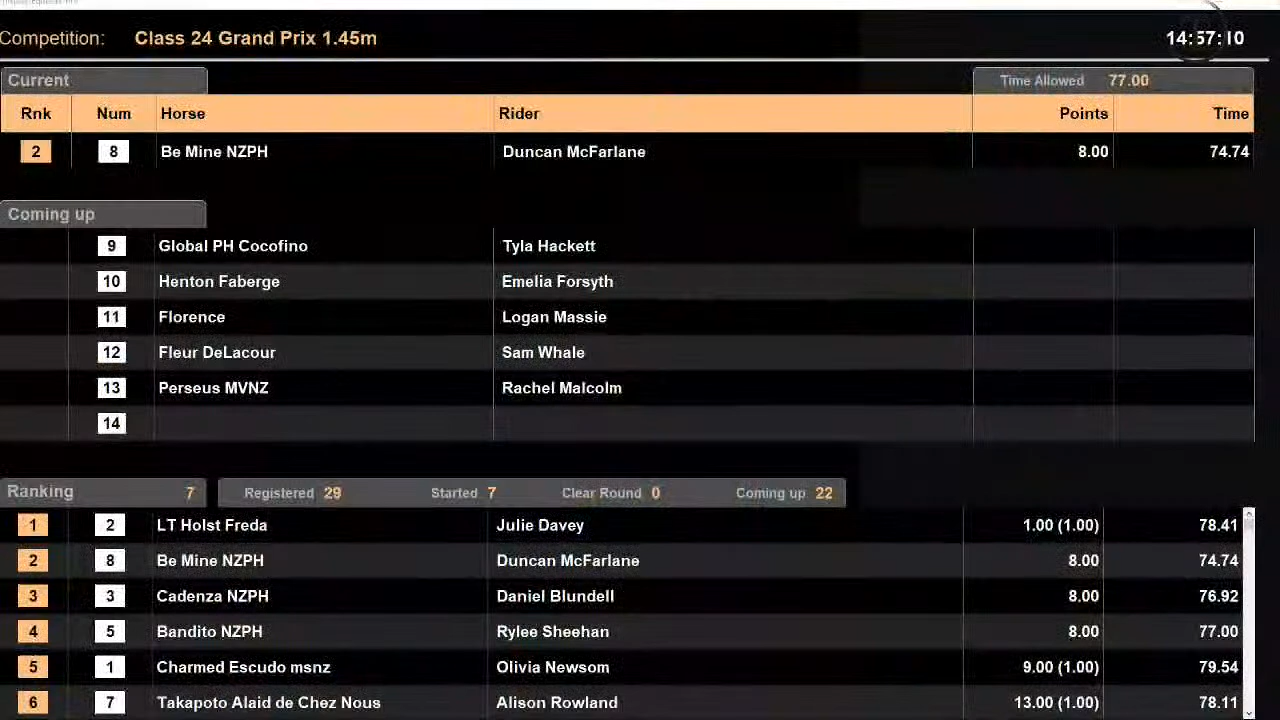 Competition: Class 24 Grand Prix 1.45m 14:57:10
Current Time Allowed 77.00
Rnk Num Horse Rider Points Time
2 8 Be Mine NZPH Duncan McFarlane 8.00 74.74
Coming up
9 Global PH Cocofino Tyla Hackett
10 Henton Faberge Emelia Forsyth
11 Florence Logan Massie
12 Fleur DeLacour Sam Whale
13 Perseus MVNZ Rachel Malcolm
14
Ranking 7 Registered 29 Started 7 Clear Round 0 Coming up 22
1 2 LT Holst Freda Julie Davey 1.00 (1.00) 78.41
2 8 Be Mine NZPH Duncan McFarlane 8.00 74.74
3 3 Cadenza NZPH Daniel Blundell 8.00 76.92
4 5 Bandito NZPH Rylee Sheehan 8.00 77.00
5 1 Charmed Escudo msnz Olivia Newsom 9.00 (1.00) 79.54
6 7 Takapoto Alaid de Chez Nous Alison Rowland 13.00 (1.00) 78.11